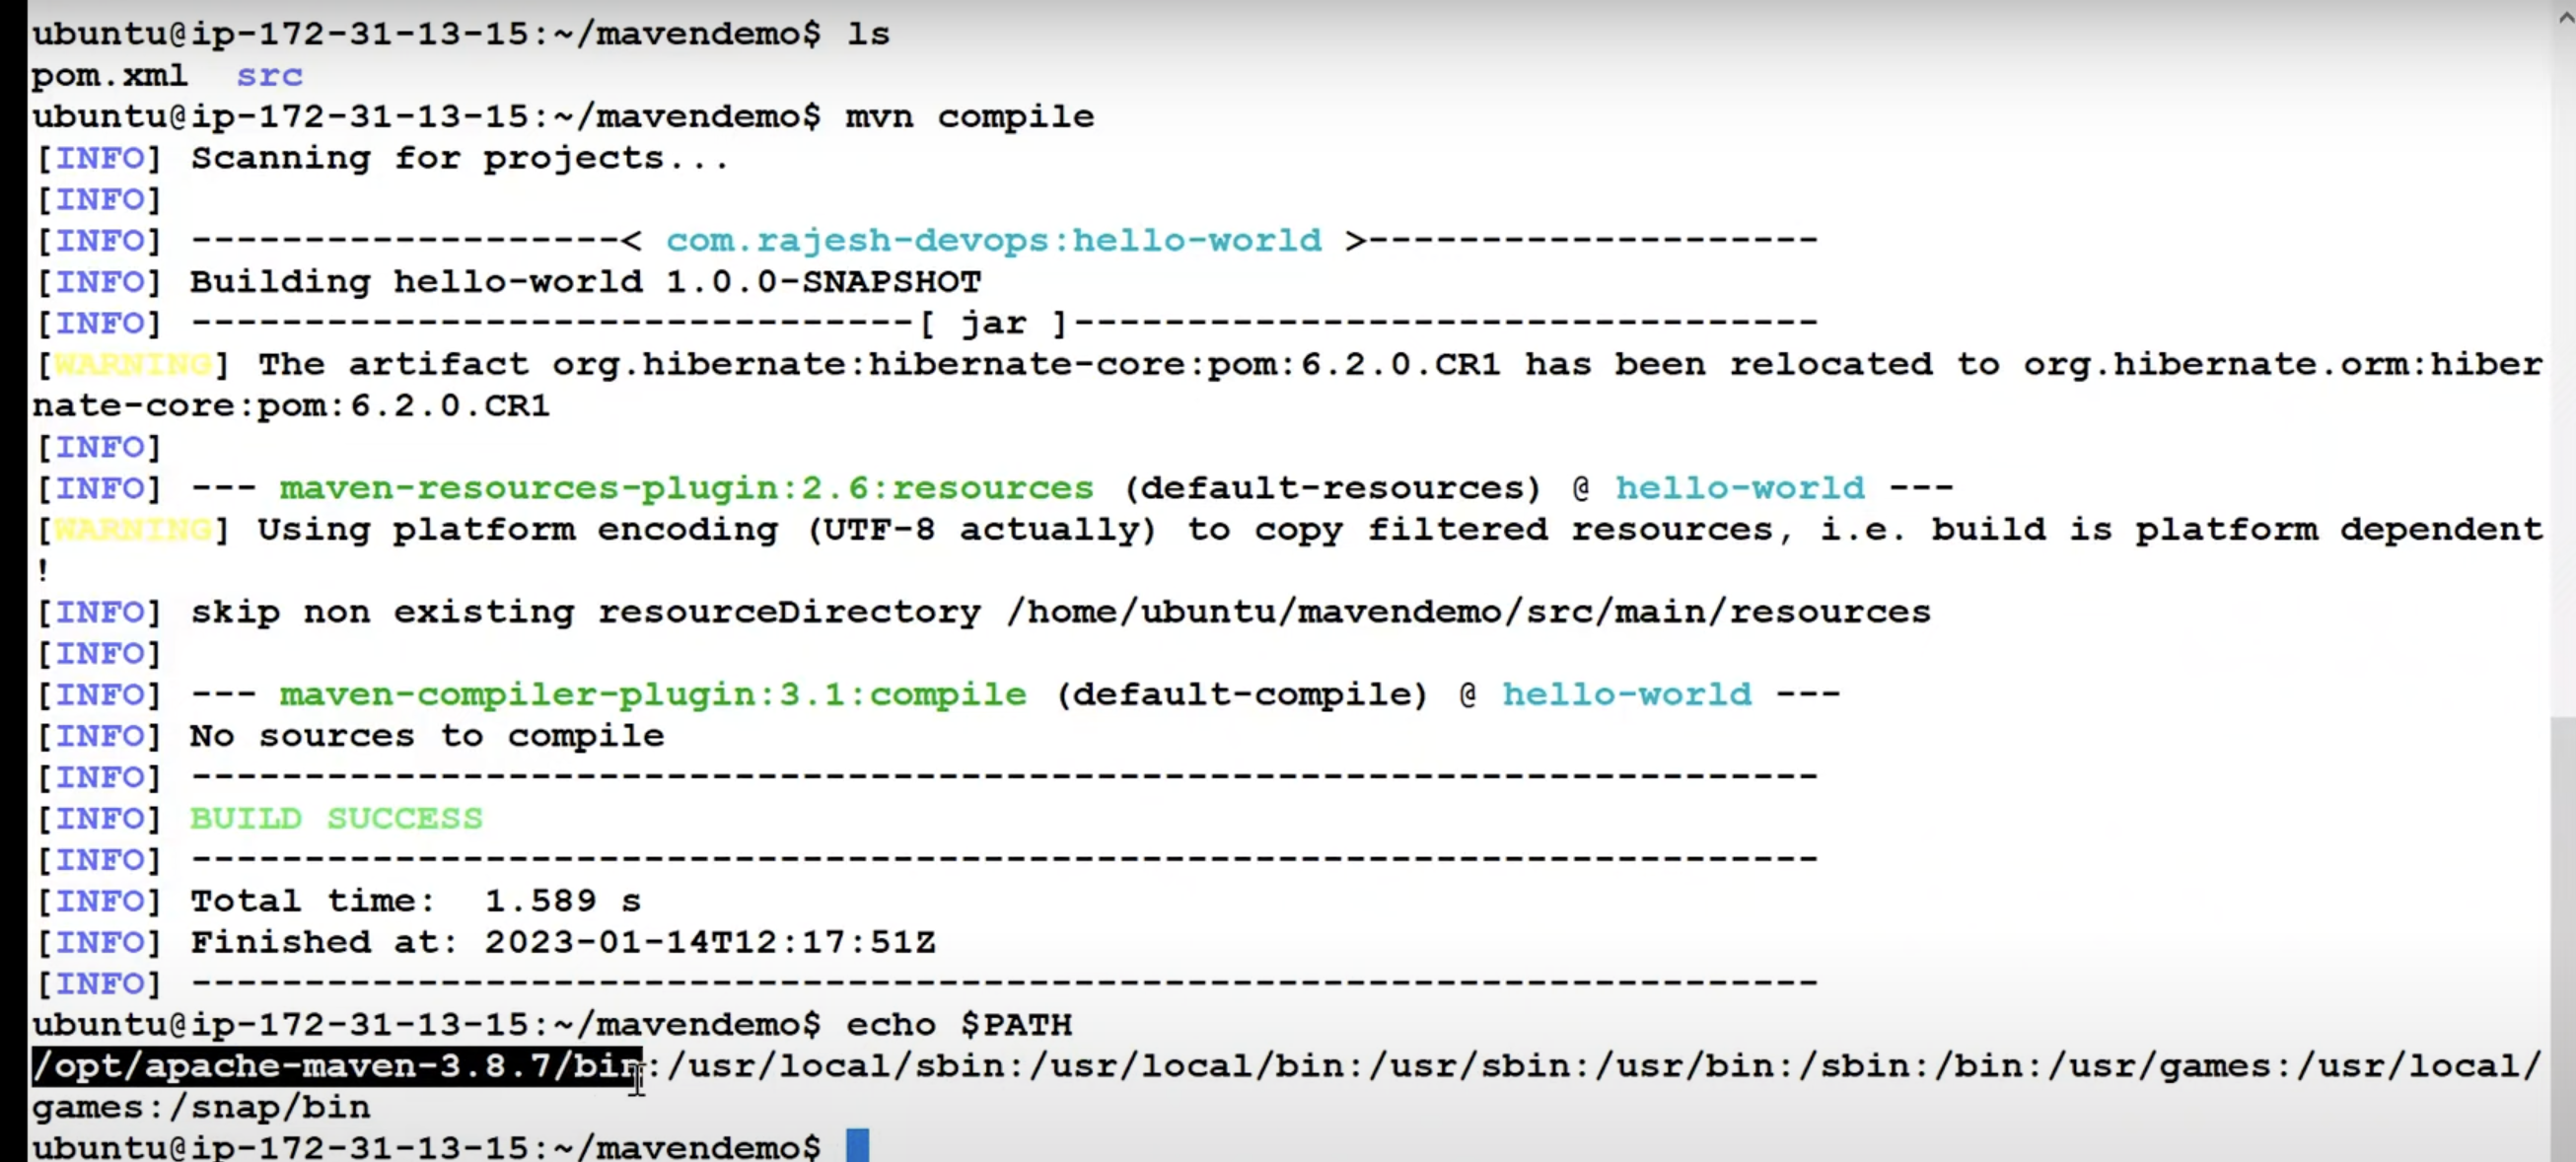 ubuntu@ip-172-31-13-15:~/mavendemo$ ls
pom.xml  src
ubuntu@ip-172-31-13-15:~/mavendemo$ mvn compile
[INFO] Scanning for projects...
[INFO]
[INFO] -------------------< com.rajesh-devops:hello-world >--------------------
[INFO] Building hello-world 1.0.0-SNAPSHOT
[INFO] --------------------------------[ jar ]---------------------------------
[WARNING] The artifact org.hibernate:hibernate-core:pom:6.2.0.CR1 has been relocated to org.hibernate.orm:hiber
nate-core:pom:6.2.0.CR1
[INFO]
[INFO] --- maven-resources-plugin:2.6:resources (default-resources) @ hello-world ---
[WARNING] Using platform encoding (UTF-8 actually) to copy filtered resources, i.e. build is platform dependent
!
[INFO] skip non existing resourceDirectory /home/ubuntu/mavendemo/src/main/resources
[INFO]
[INFO] --- maven-compiler-plugin:3.1:compile (default-compile) @ hello-world ---
[INFO] No sources to compile
[INFO] ------------------------------------------------------------------------
[INFO] BUILD SUCCESS
[INFO] ------------------------------------------------------------------------
[INFO] Total time:  1.589 s
[INFO] Finished at: 2023-01-14T12:17:51Z
[INFO] ------------------------------------------------------------------------
ubuntu@ip-172-31-13-15:~/mavendemo$ echo $PATH
/opt/apache-maven-3.8.7/bin:/usr/local/sbin:/usr/local/bin:/usr/sbin:/usr/bin:/sbin:/bin:/usr/games:/usr/local/
games:/snap/bin
ubuntu@ip-172-31-13-15:~/mavendemo$